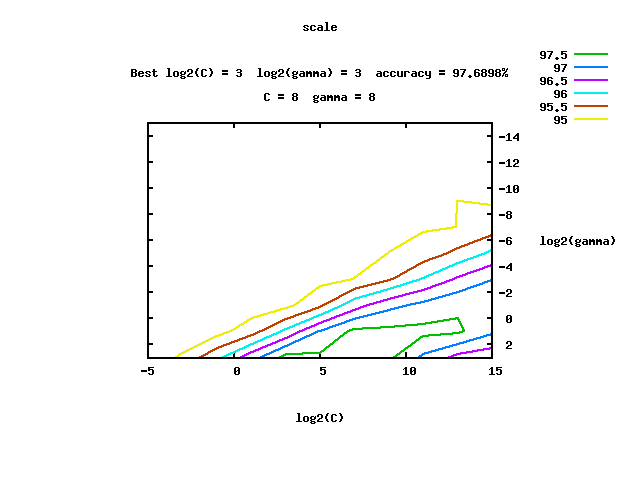 scale
Best log2(C) = 3 log2(gamma) = 3 accuracy = 97.6898%
C = 8 gamma = 8
97.5
97
96.5
96
95.5
95
-14
-12
-10
-8
-6
-4
-2
0
2
log2(gamma)
-5 0 5 10 15
log2(C)